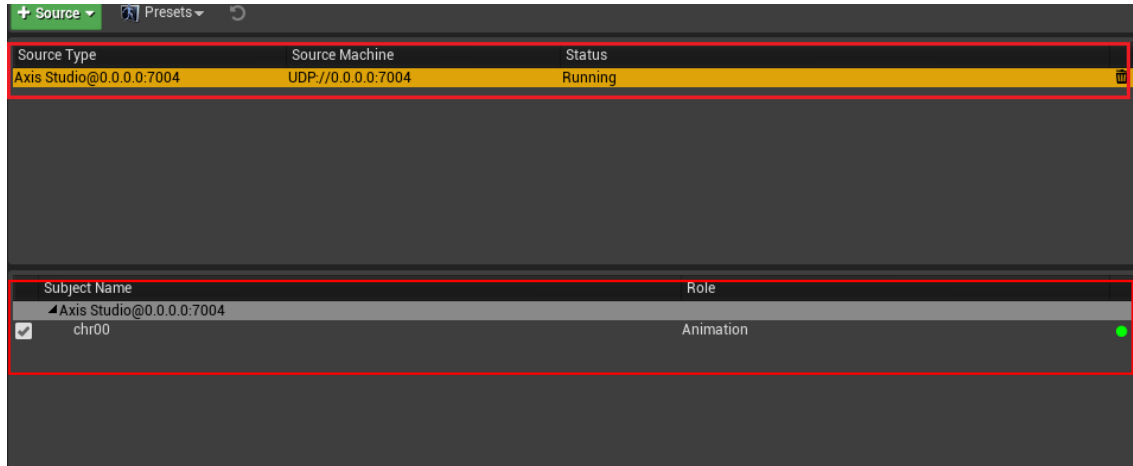 + Source Presets
Source Type Source Machine Status
Axis Studio@0.0.0.0:7004 UDP://0.0.0.0:7004 Running
Subject Name Role
Axis Studio@0.0.0.0:7004
chr00 Animation